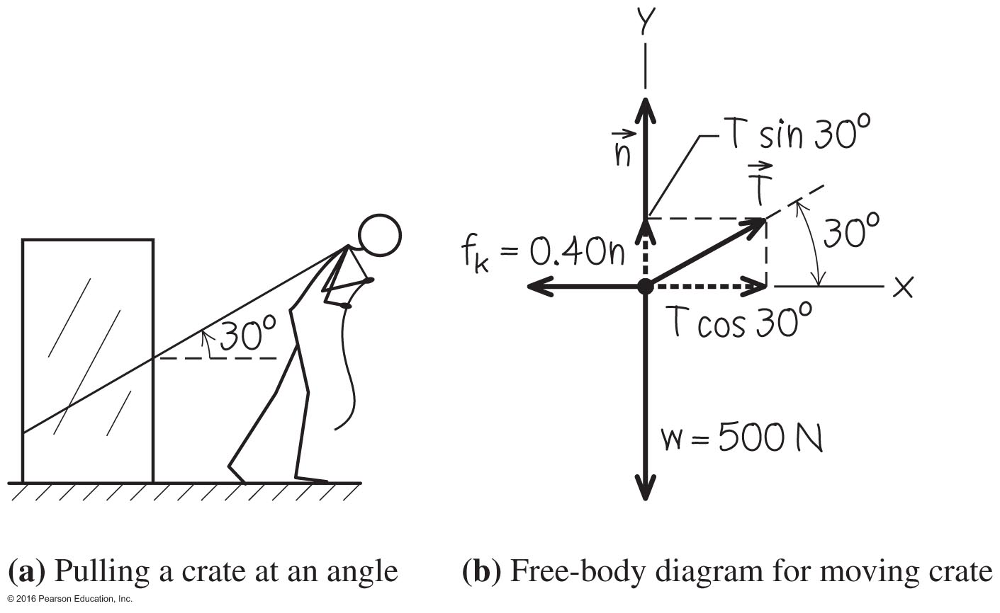 30°
(a) Pulling a crate at an angle
© 2016 Pearson Education, Inc.
y
n⃗
T sin 30°
T⃗
30°
fₖ = 0.40n
x
T cos 30°
w = 500 N
(b) Free-body diagram for moving crate